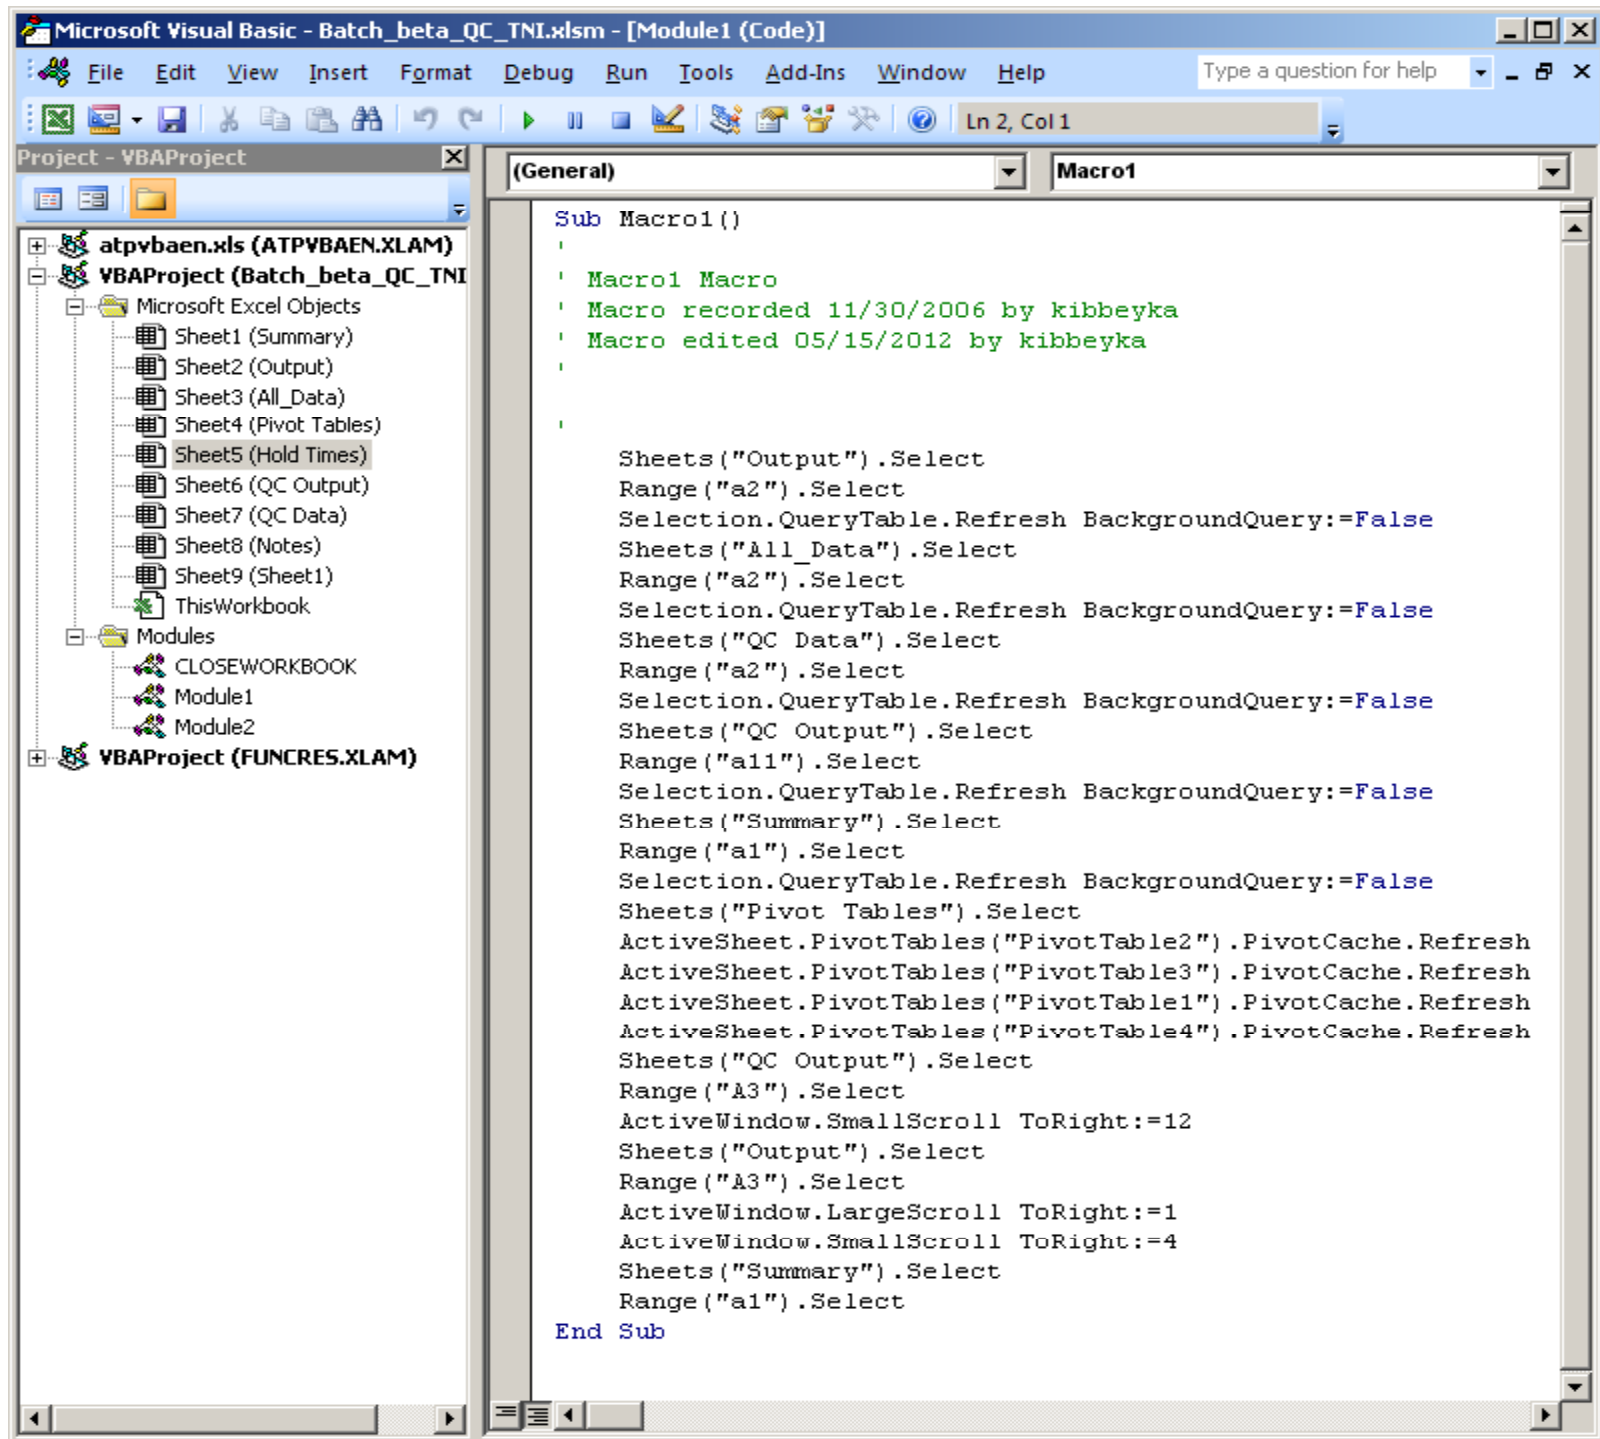 Microsoft Visual Basic - Batch_beta_QC_TNI.xlsm - [Module1 (Code)]
File Edit View Insert Format Debug Run Tools Add-Ins Window Help Type a question for help
Ln 2, Col 1
Project - VBAProject
atpvbaen.xls (ATPVBAEN.XLAM)
VBAProject (Batch_beta_QC_TNI
Microsoft Excel Objects
Sheet1 (Summary)
Sheet2 (Output)
Sheet3 (All_Data)
Sheet4 (Pivot Tables)
Sheet5 (Hold Times)
Sheet6 (QC Output)
Sheet7 (QC Data)
Sheet8 (Notes)
Sheet9 (Sheet1)
ThisWorkbook
Modules
CLOSEWORKBOOK
Module1
Module2
VBAProject (FUNCRES.XLAM)
(General) Macro1
Sub Macro1()
'
' Macro1 Macro
' Macro recorded 11/30/2006 by kibbeyka
' Macro edited 05/15/2012 by kibbeyka
'
'
Sheets("Output").Select
Range("a2").Select
Selection.QueryTable.Refresh BackgroundQuery:=False
Sheets("All_Data").Select
Range("a2").Select
Selection.QueryTable.Refresh BackgroundQuery:=False
Sheets("QC Data").Select
Range("a2").Select
Selection.QueryTable.Refresh BackgroundQuery:=False
Sheets("QC Output").Select
Range("a11").Select
Selection.QueryTable.Refresh BackgroundQuery:=False
Sheets("Summary").Select
Range("a1").Select
Selection.QueryTable.Refresh BackgroundQuery:=False
Sheets("Pivot Tables").Select
ActiveSheet.PivotTables("PivotTable2").PivotCache.Refresh
ActiveSheet.PivotTables("PivotTable3").PivotCache.Refresh
ActiveSheet.PivotTables("PivotTable1").PivotCache.Refresh
ActiveSheet.PivotTables("PivotTable4").PivotCache.Refresh
Sheets("QC Output").Select
Range("A3").Select
ActiveWindow.SmallScroll ToRight:=12
Sheets("Output").Select
Range("A3").Select
ActiveWindow.LargeScroll ToRight:=1
ActiveWindow.SmallScroll ToRight:=4
Sheets("Summary").Select
Range("a1").Select
End Sub